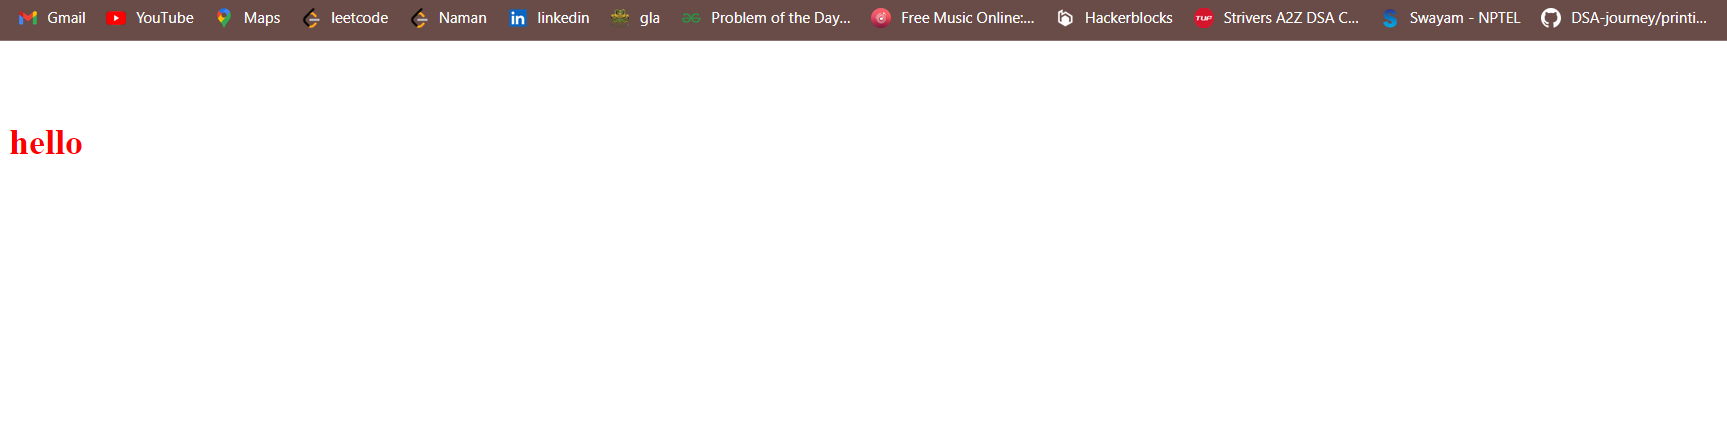 Gmail YouTube Maps leetcode Naman linkedin gla Problem of the Day... Free Music Online:... Hackerblocks Strivers A2Z DSA C... Swayam - NPTEL DSA-journey/printi...
hello